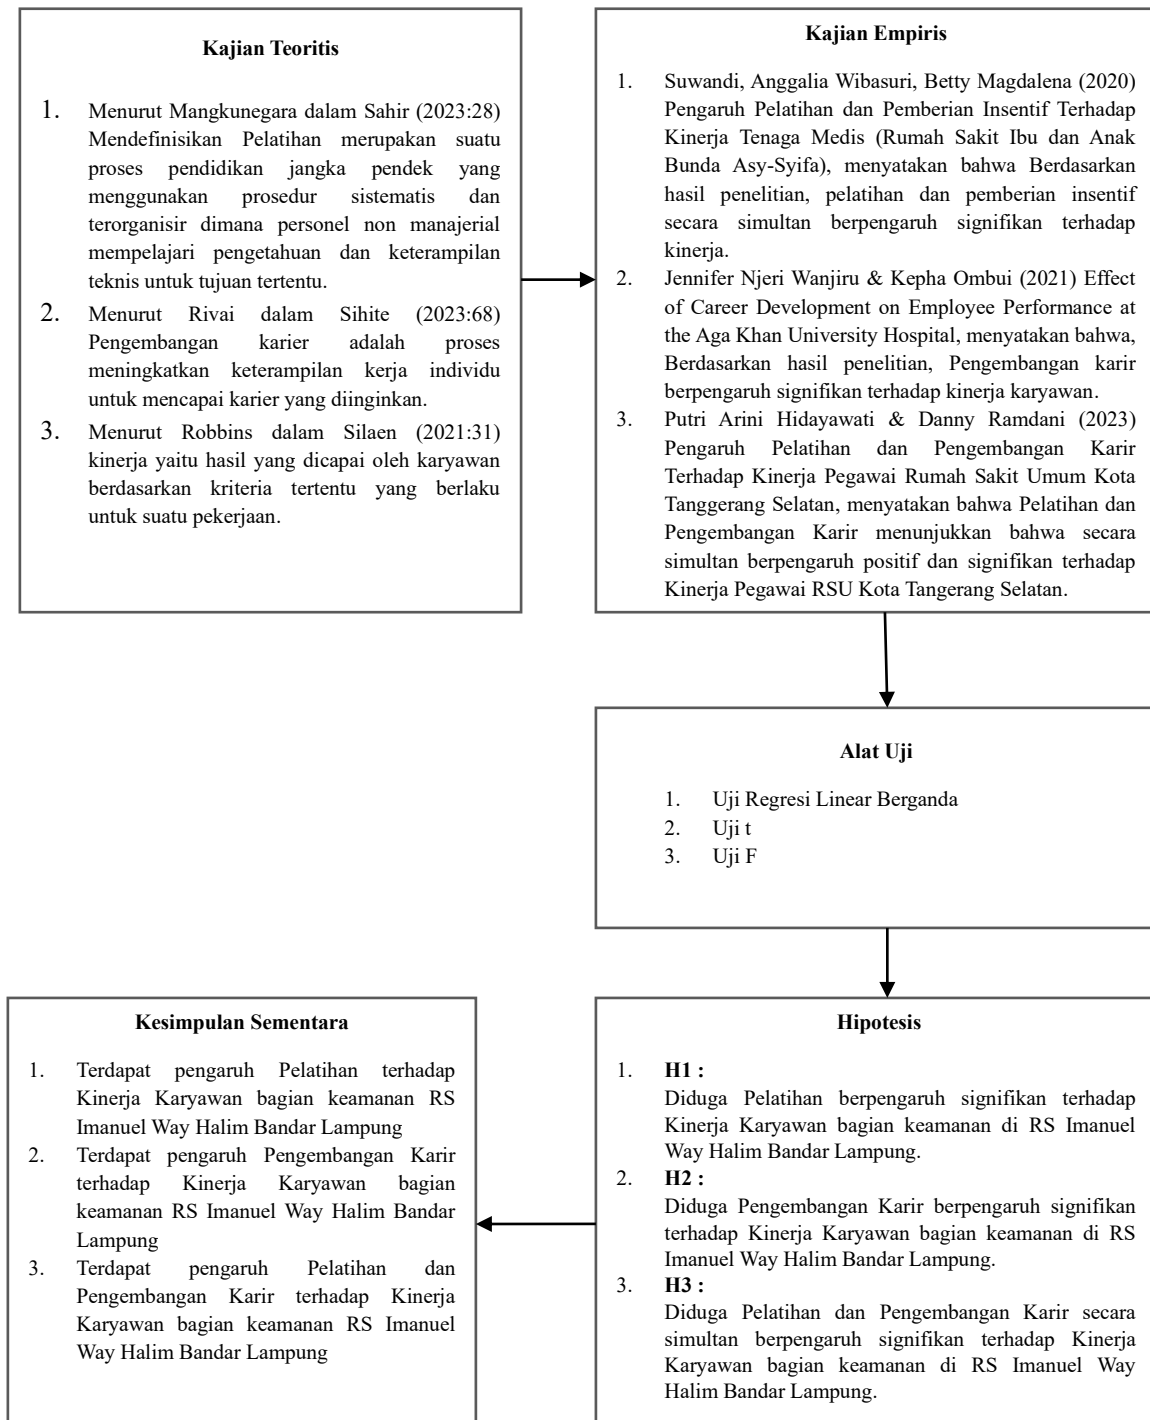 Kajian Teoritis
1. Menurut Mangkunegara dalam Sahir (2023:28)
Mendefinisikan Pelatihan merupakan suatu
proses pendidikan jangka pendek yang
menggunakan prosedur sistematis dan
terorganisir dimana personel non manajerial
mempelajari pengetahuan dan keterampilan
teknis untuk tujuan tertentu.
2. Menurut Rivai dalam Sihite (2023:68)
Pengembangan karier adalah proses
meningkatkan keterampilan kerja individu
untuk mencapai karier yang diinginkan.
3. Menurut Robbins dalam Silaen (2021:31)
kinerja yaitu hasil yang dicapai oleh karyawan
berdasarkan kriteria tertentu yang berlaku
untuk suatu pekerjaan.
Kajian Empiris
1. Suwandi, Anggalia Wibasuri, Betty Magdalena (2020)
Pengaruh Pelatihan dan Pemberian Insentif Terhadap
Kinerja Tenaga Medis (Rumah Sakit Ibu dan Anak
Bunda Asy-Syifa), menyatakan bahwa Berdasarkan
hasil penelitian, pelatihan dan pemberian insentif
secara simultan berpengaruh signifikan terhadap
kinerja.
2. Jennifer Njeri Wanjiru & Kepha Ombui (2021) Effect
of Career Development on Employee Performance at
the Aga Khan University Hospital, menyatakan bahwa,
Berdasarkan hasil penelitian, Pengembangan karir
berpengaruh signifikan terhadap kinerja karyawan.
3. Putri Arini Hidayawati & Danny Ramdani (2023)
Pengaruh Pelatihan dan Pengembangan Karir
Terhadap Kinerja Pegawai Rumah Sakit Umum Kota
Tanggerang Selatan, menyatakan bahwa Pelatihan dan
Pengembangan Karir menunjukkan bahwa secara
simultan berpengaruh positif dan signifikan terhadap
Kinerja Pegawai RSU Kota Tangerang Selatan.
Alat Uji
1. Uji Regresi Linear Berganda
2. Uji t
3. Uji F
Hipotesis
1. H1 :
Diduga Pelatihan berpengaruh signifikan terhadap
Kinerja Karyawan bagian keamanan di RS Imanuel
Way Halim Bandar Lampung.
2. H2 :
Diduga Pengembangan Karir berpengaruh signifikan
terhadap Kinerja Karyawan bagian keamanan di RS
Imanuel Way Halim Bandar Lampung.
3. H3 :
Diduga Pelatihan dan Pengembangan Karir secara
simultan berpengaruh signifikan terhadap Kinerja
Karyawan bagian keamanan di RS Imanuel Way
Halim Bandar Lampung.
Kesimpulan Sementara
1. Terdapat pengaruh Pelatihan terhadap
Kinerja Karyawan bagian keamanan RS
Imanuel Way Halim Bandar Lampung
2. Terdapat pengaruh Pengembangan Karir
terhadap Kinerja Karyawan bagian
keamanan RS Imanuel Way Halim Bandar
Lampung
3. Terdapat pengaruh Pelatihan dan
Pengembangan Karir terhadap Kinerja
Karyawan bagian keamanan RS Imanuel
Way Halim Bandar Lampung